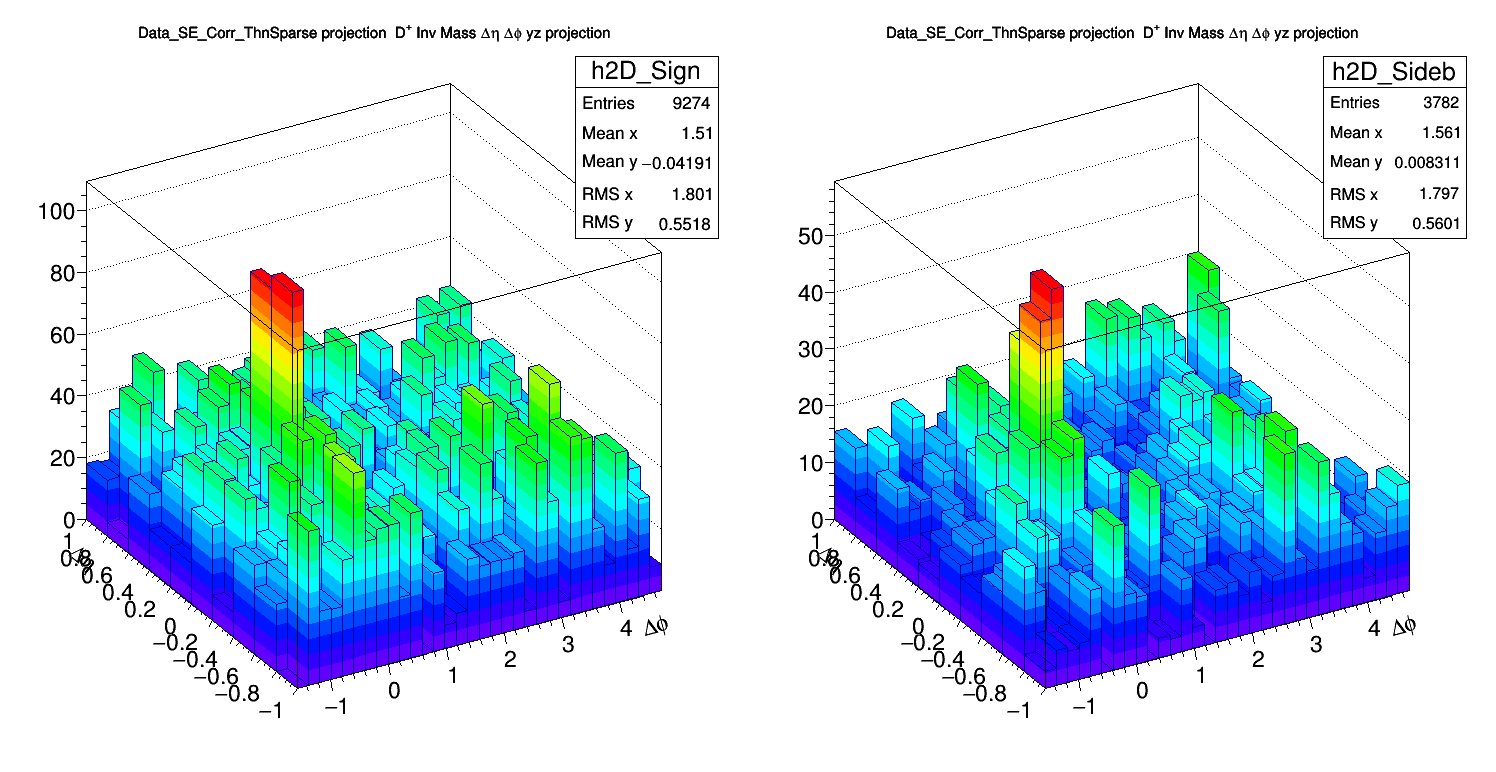 Data_SE_Corr_ThnSparse projection D⁺ Inv Mass Δη Δϕ yz projection
h2D_Sign
Entries 9274
Mean x 1.51
Mean y −0.04191
RMS x 1.801
RMS y 0.5518
100
80
60
40
20
0
1
0.8
0.6
0.4
0.2
0
−0.2
−0.4
−0.6
−0.8
−1
−1
0
1
2
3
4
Δϕ
Data_SE_Corr_ThnSparse projection D⁺ Inv Mass Δη Δϕ yz projection
h2D_Sideb
Entries 3782
Mean x 1.561
Mean y 0.008311
RMS x 1.797
RMS y 0.5601
50
40
30
20
10
0
1
0.8
0.6
0.4
0.2
0
−0.2
−0.4
−0.6
−0.8
−1
−1
0
1
2
3
4
Δϕ